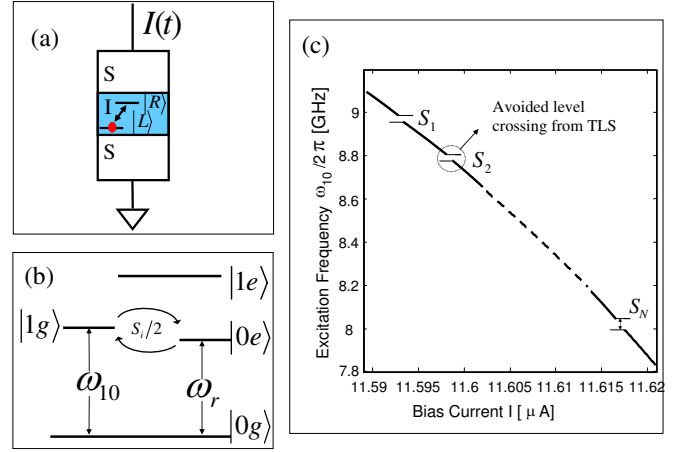 (a)
I(t)
S
I
|R⟩
|L⟩
S
(b)
|1e⟩
|1g⟩
S_i/2
|0e⟩
ω_10
ω_r
|0g⟩
(c)
Excitation Frequency ω_10/2 π [GHz]
9
8.8
8.6
8.4
8.2
8
7.8
S_1
Avoided level
crossing from TLS
S_2
S_N
11.59 11.595 11.6 11.605 11.61 11.615 11.62
Bias Current I [ μ A]